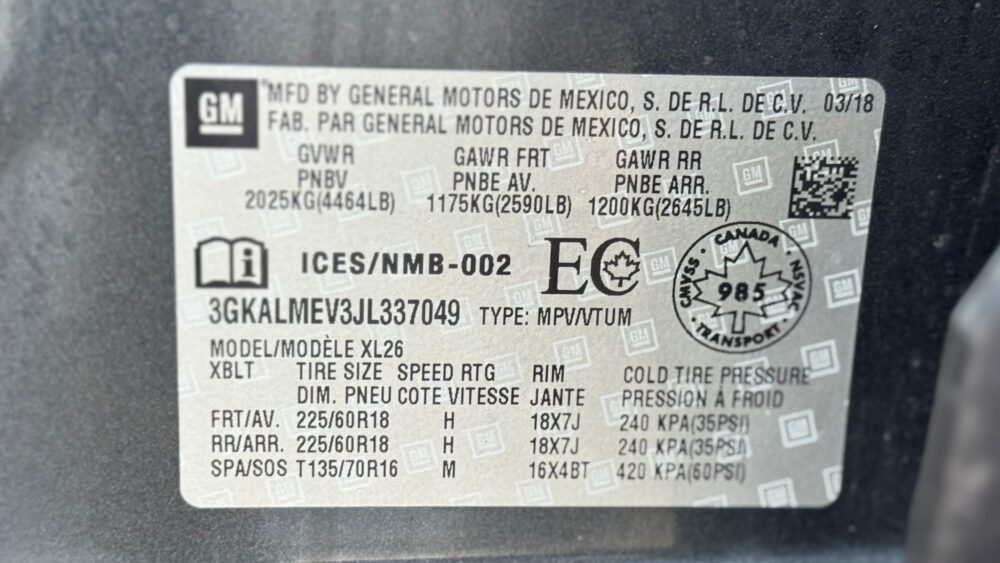 GM
MFD BY GENERAL MOTORS DE MEXICO, S. DE R.L. DE C.V. 03/18
FAB. PAR GENERAL MOTORS DE MEXICO, S. DE R.L. DE C.V.
GVWR GAWR FRT GAWR RR
PNBV PNBE AV. PNBE ARR.
2025KG(4464LB) 1175KG(2590LB) 1200KG(2645LB)
ICES/NMB-002 EC
CANADA
CMVSS 985 NSVAC
TRANSPORT
3GKALMEV3JL337049 TYPE: MPV/VTUM
MODEL/MODÈLE XL26
XBLT TIRE SIZE SPEED RTG RIM COLD TIRE PRESSURE
DIM. PNEU COTE VITESSE JANTE PRESSION À FROID
FRT/AV. 225/60R18 H 18X7J 240 KPA(35PSI)
RR/ARR. 225/60R18 H 18X7J 240 KPA(35PSI)
SPA/SOS T135/70R16 M 16X4BT 420 KPA(60PSI)